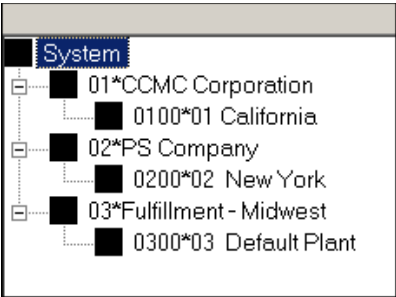 System
01*CCMC Corporation
0100*01 California
02*PS Company
0200*02 New York
03*Fulfillment - Midwest
0300*03 Default Plant